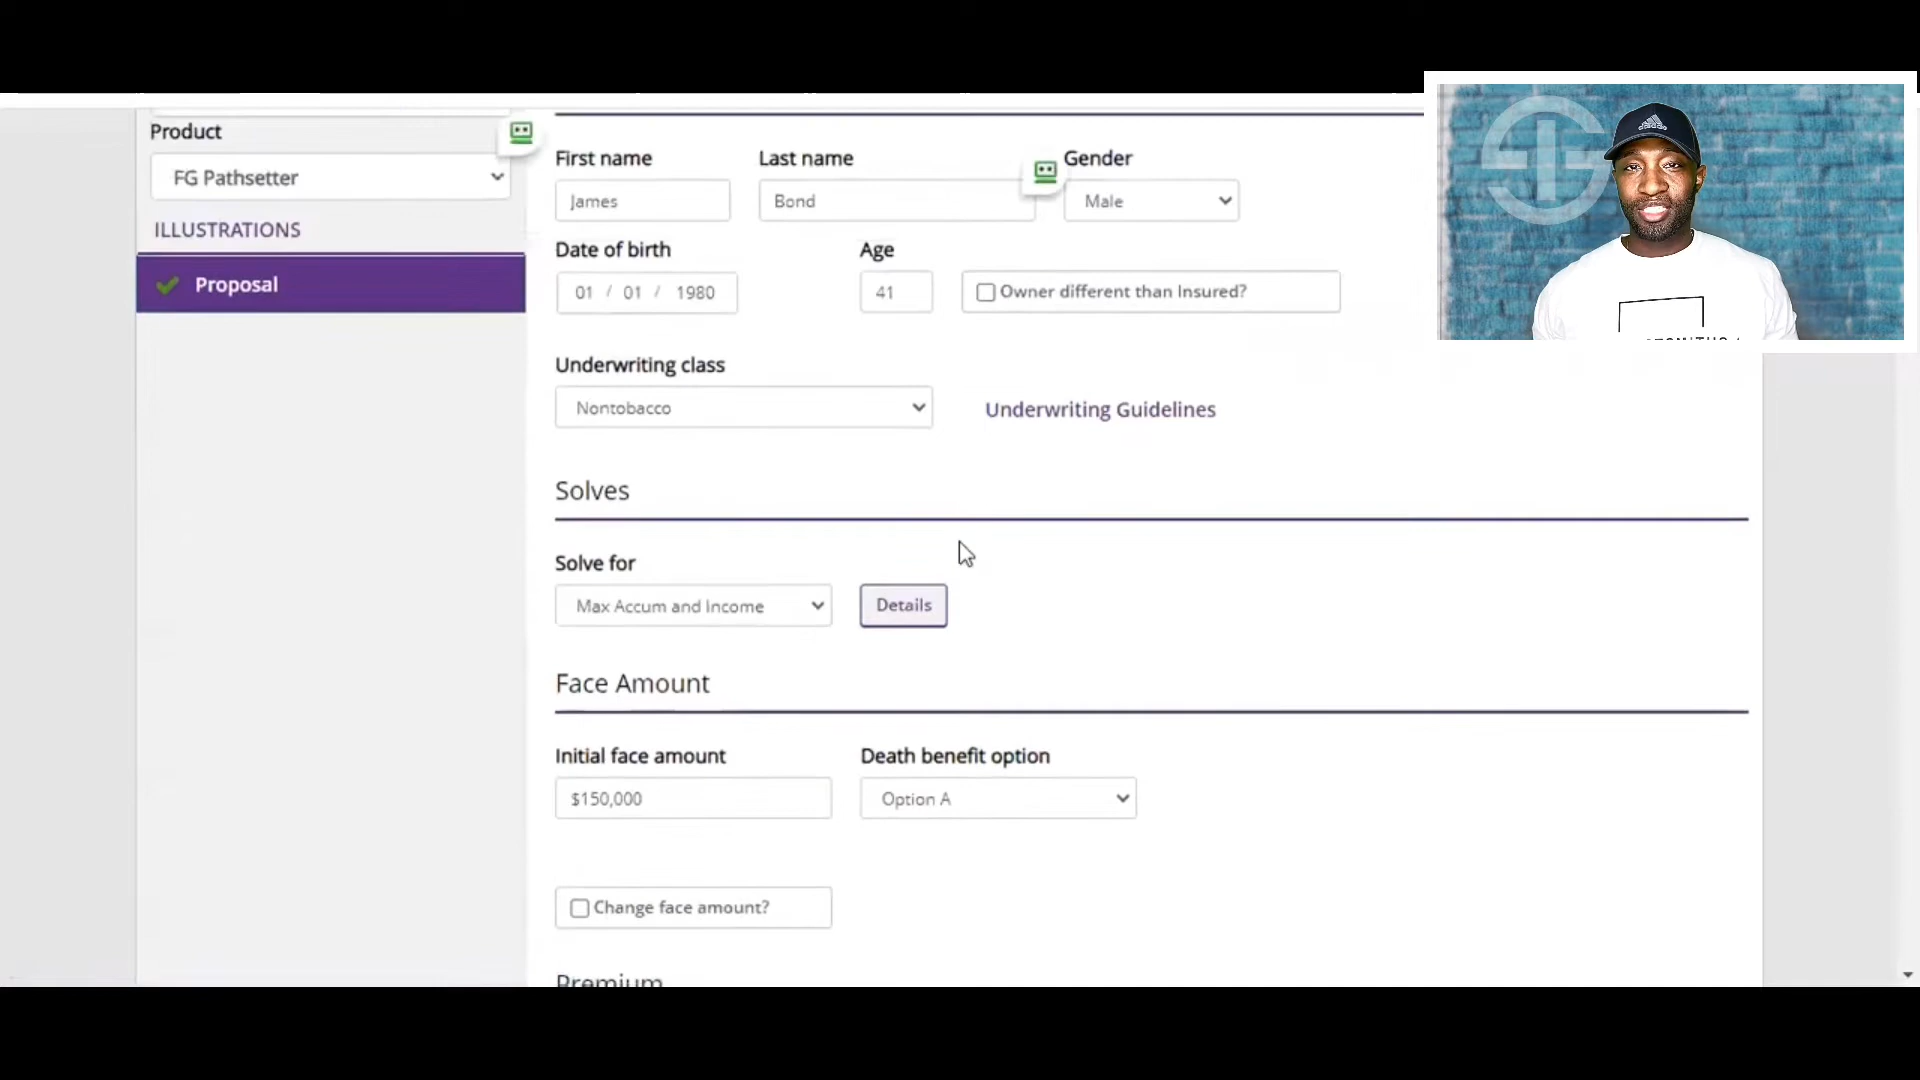 Product
FG Pathsetter
ILLUSTRATIONS
Proposal
First name
Last name
Gender
James
Bond
Male
Date of birth
Age
01 / 01 / 1980
41
Owner different than Insured?
Underwriting class
Nontobacco
Underwriting Guidelines
Solves
Solve for
Max Accum and Income
Details
Face Amount
Initial face amount
Death benefit option
$150,000
Option A
Change face amount?
Premium
adidas